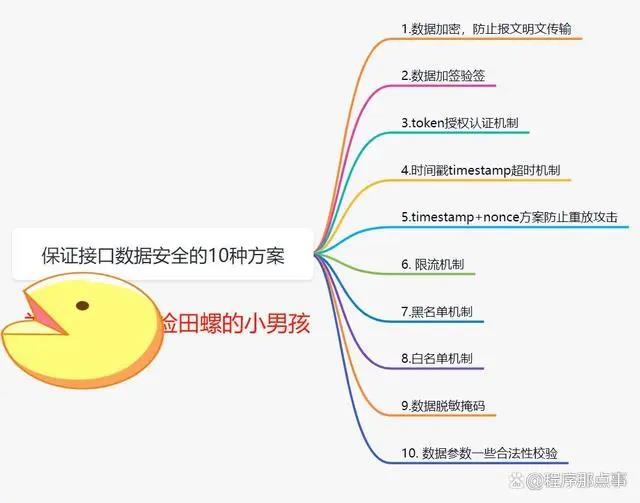 1.数据加密，防止报文明文传输
2.数据加签验签
3.token授权认证机制
4.时间戳timestamp超时机制
5.timestamp+nonce方案防止重放攻击
保证接口数据安全的10种方案
6. 限流机制
捡田螺的小男孩
7.黑名单机制
8.白名单机制
9.数据脱敏掩码
10. 数据参数一些合法性校验
@程序那点事